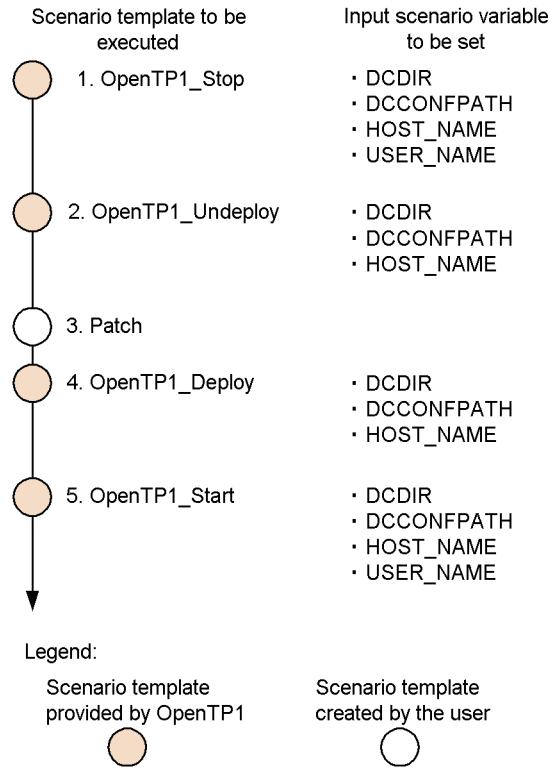 Scenario template to be
executed
Input scenario variable
to be set
1. OpenTP1_Stop
・DCDIR
・DCCONFPATH
・HOST_NAME
・USER_NAME
2. OpenTP1_Undeploy
・DCDIR
・DCCONFPATH
・HOST_NAME
3. Patch
4. OpenTP1_Deploy
・DCDIR
・DCCONFPATH
・HOST_NAME
5. OpenTP1_Start
・DCDIR
・DCCONFPATH
・HOST_NAME
・USER_NAME
Legend:
Scenario template
provided by OpenTP1
Scenario template
created by the user